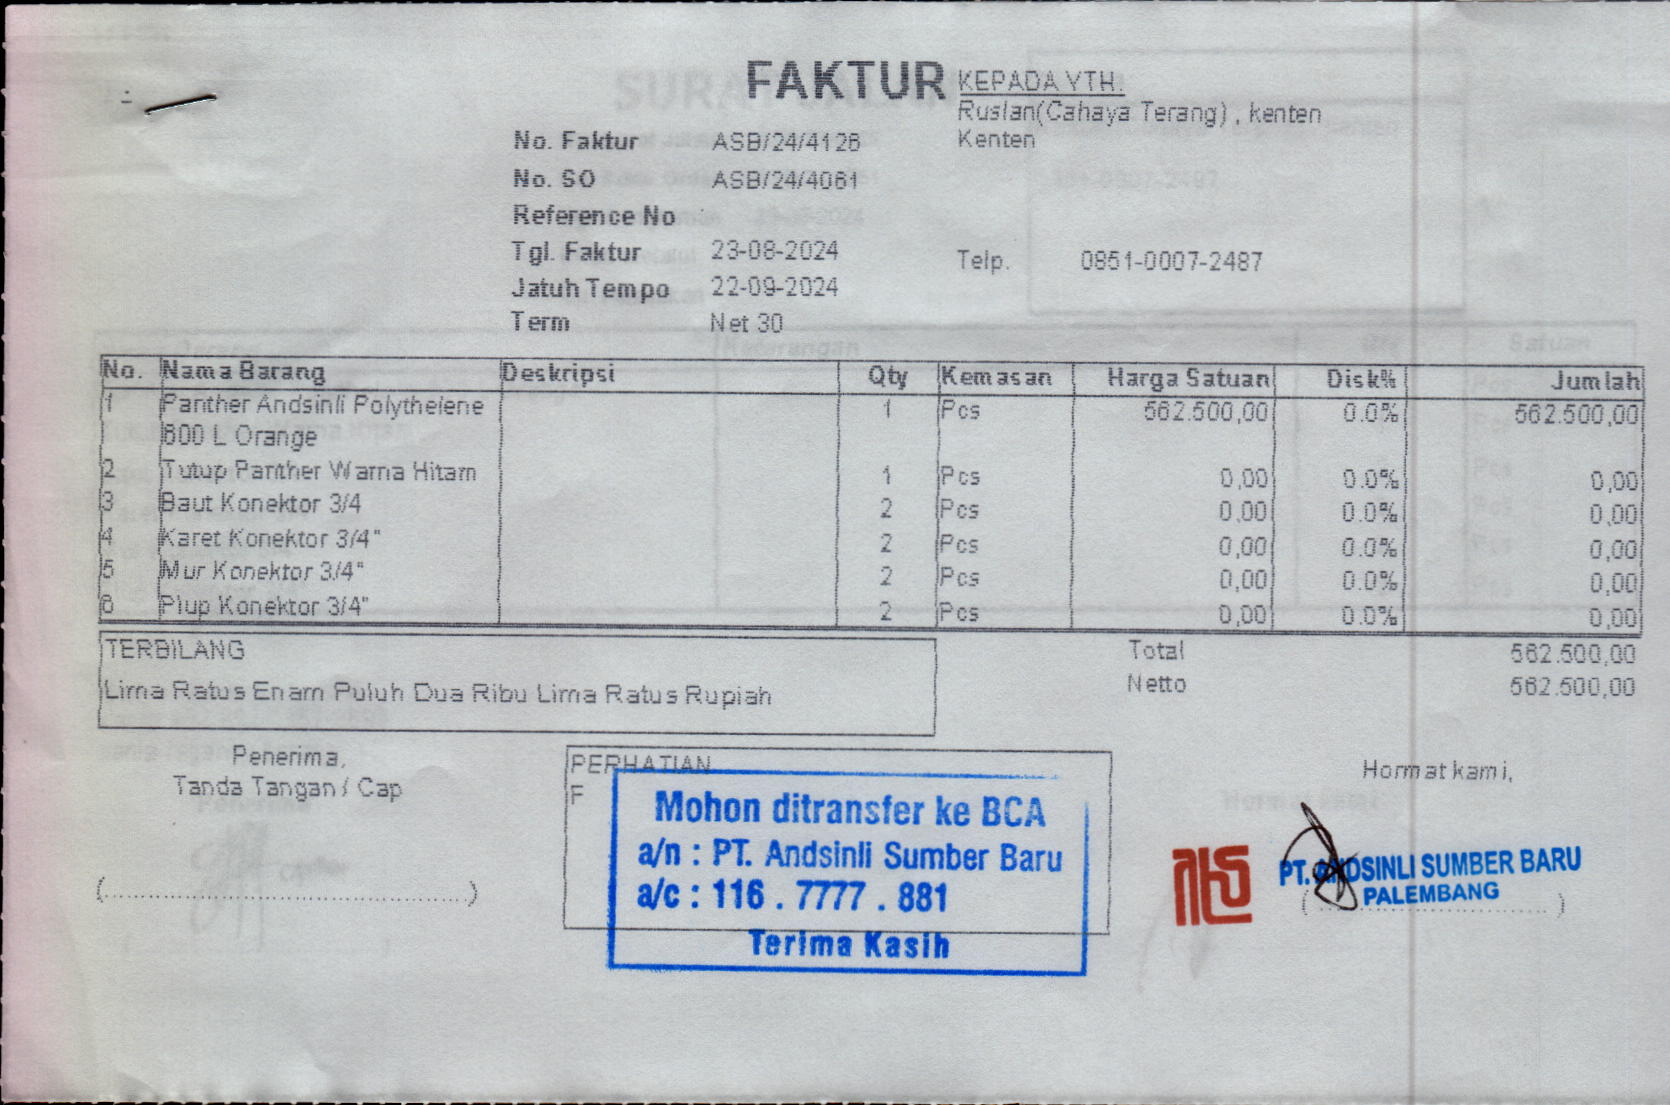 FAKTUR
KEPADA YTH:
Ruslan(Cahaya Terang) , kenten
Kenten
No. Faktur ASB/24/4126
No. SO ASB/24/4061
Reference No
Tgl. Faktur 23-08-2024
Telp. 0851-0007-2487
Jatuh Tempo 22-09-2024
Term Net 30
No. Nama Barang Deskripsi Qty Kemasan Harga Satuan Disk% Jumlah
1 Panther Andsinli Polythelene 1 Pcs 562.500,00 0.0% 562.500,00
600 L Orange
2 Tutup Panther Warna Hitam 1 Pcs 0,00 0.0% 0,00
3 Baut Konektor 3/4 2 Pcs 0,00 0.0% 0,00
4 Karet Konektor 3/4" 2 Pcs 0,00 0.0% 0,00
5 Mur Konektor 3/4" 2 Pcs 0,00 0.0% 0,00
6 Plup Konektor 3/4" 2 Pcs 0,00 0.0% 0,00
TERBILANG
Lima Ratus Enam Puluh Dua Ribu Lima Ratus Rupiah
Total 562.500,00
Netto 562.500,00
Penerima,
Tanda Tangan / Cap
(....................)
PERHATIAN
F
Mohon ditransfer ke BCA
a/n : PT. Andsinli Sumber Baru
a/c : 116 . 7777 . 881
Terima Kasih
Hormat kami,
PT. ANDSINLI SUMBER BARU
PALEMBANG
(....................)